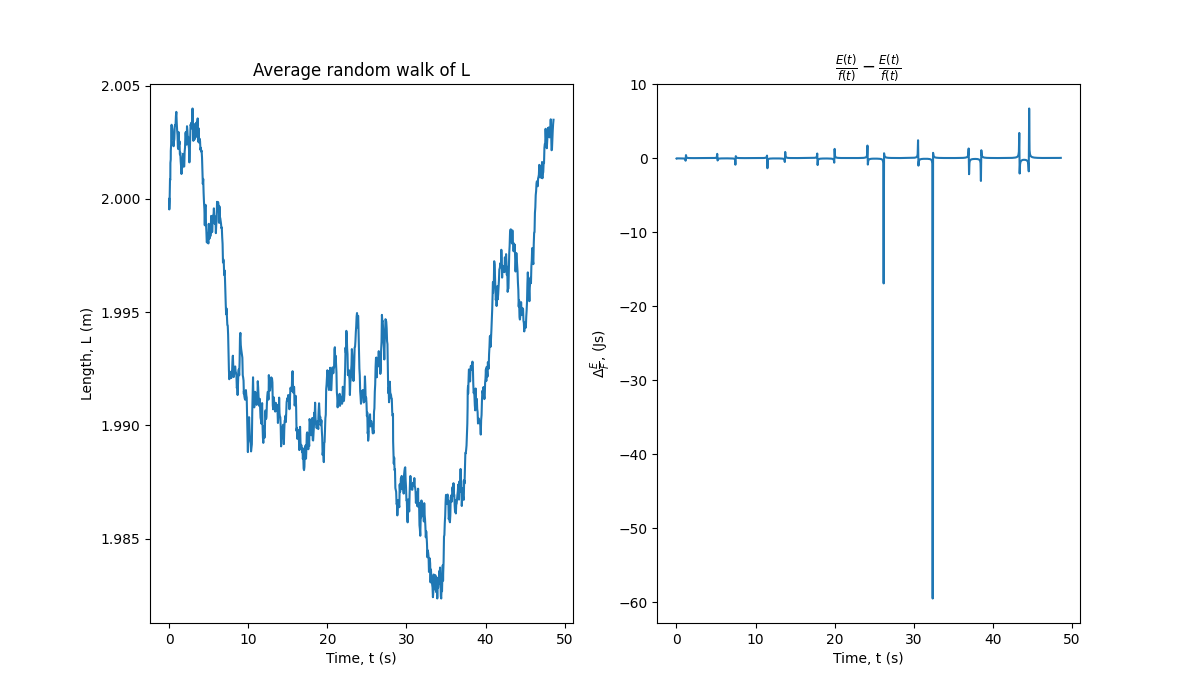 Average random walk of L
2.005
2.000
1.995
1.990
1.985
Length, L (m)
0 10 20 30 40 50
Time, t (s)
E(t)/f(t) − E(t)/f(t)
10
0
−10
−20
−30
−40
−50
−60
Δ E/F, (Js)
0 10 20 30 40 50
Time, t (s)